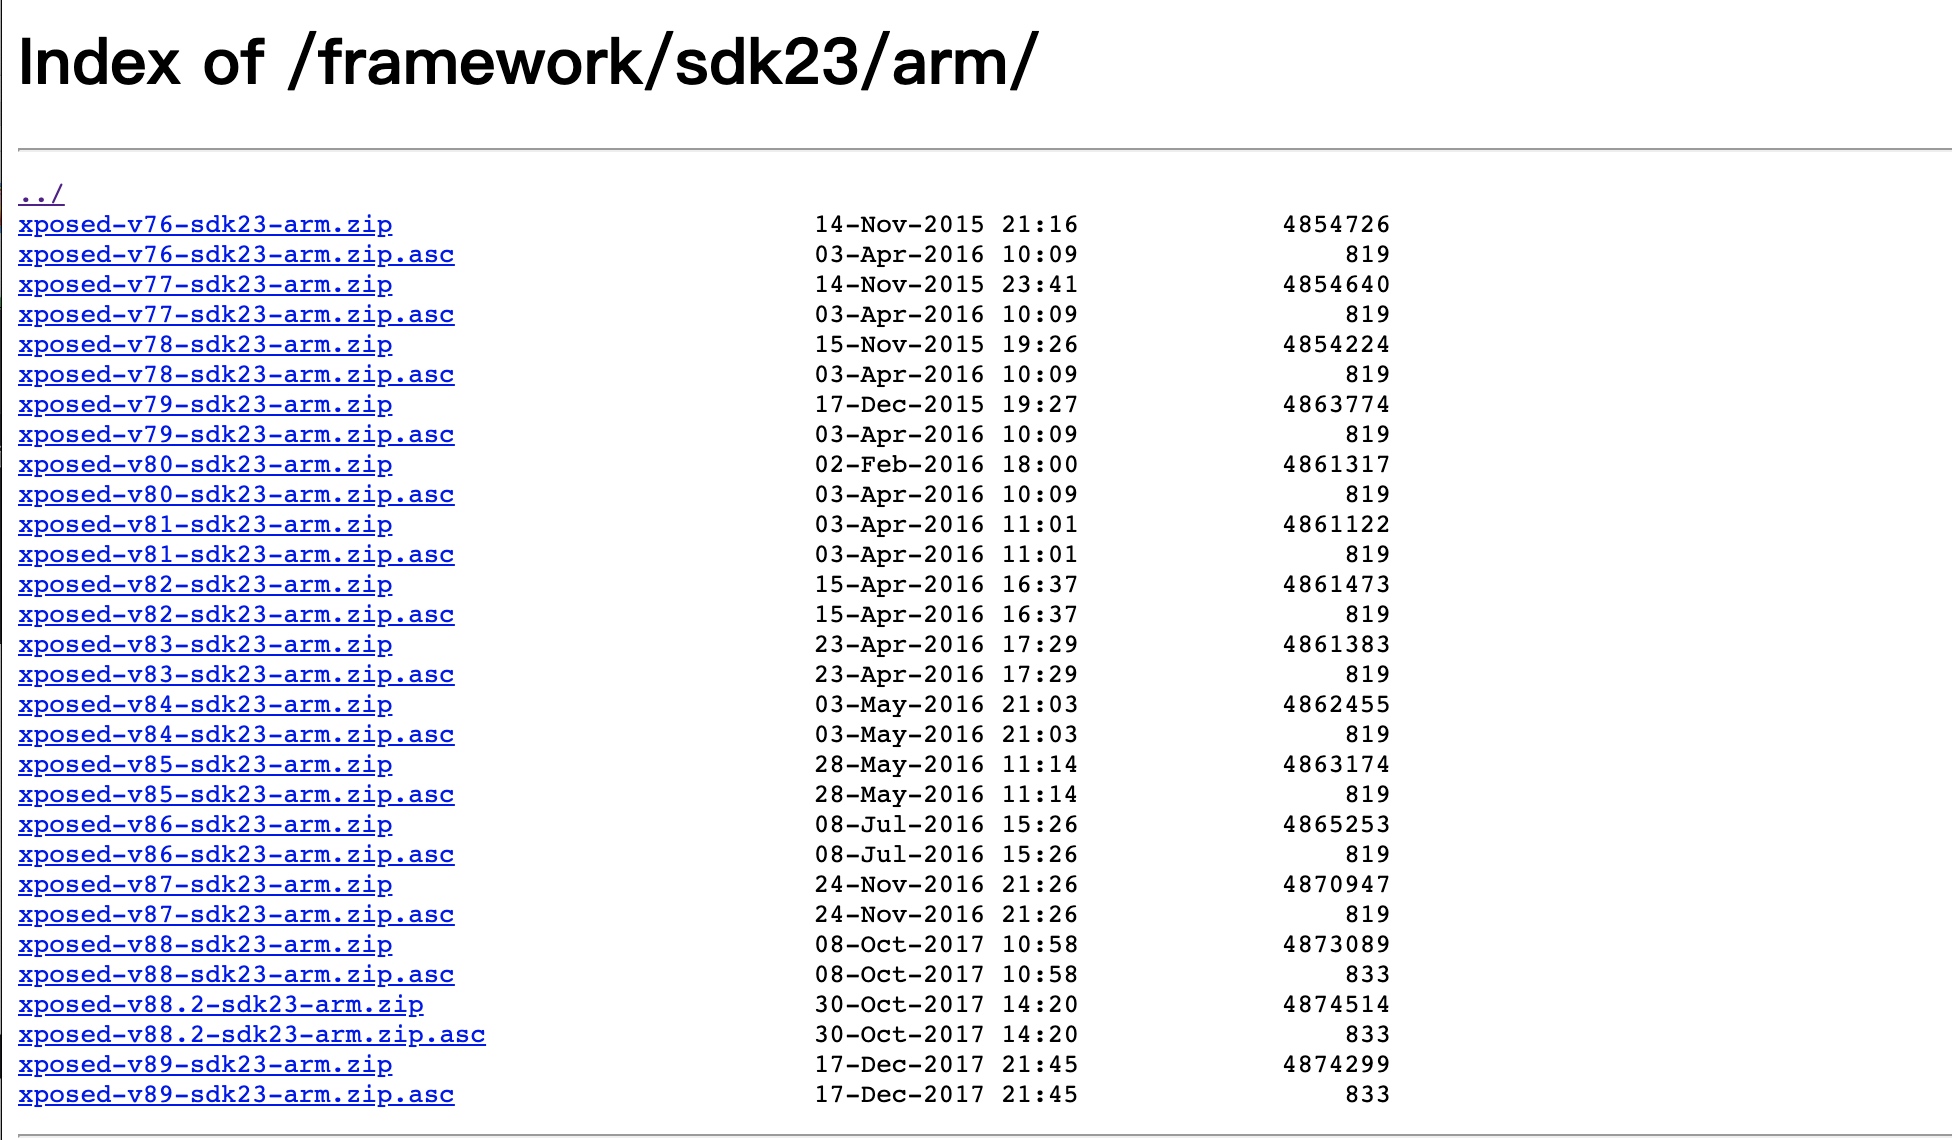 Index of /framework/sdk23/arm/
../
xposed-v76-sdk23-arm.zip 14-Nov-2015 21:16 4854726
xposed-v76-sdk23-arm.zip.asc 03-Apr-2016 10:09 819
xposed-v77-sdk23-arm.zip 14-Nov-2015 23:41 4854640
xposed-v77-sdk23-arm.zip.asc 03-Apr-2016 10:09 819
xposed-v78-sdk23-arm.zip 15-Nov-2015 19:26 4854224
xposed-v78-sdk23-arm.zip.asc 03-Apr-2016 10:09 819
xposed-v79-sdk23-arm.zip 17-Dec-2015 19:27 4863774
xposed-v79-sdk23-arm.zip.asc 03-Apr-2016 10:09 819
xposed-v80-sdk23-arm.zip 02-Feb-2016 18:00 4861317
xposed-v80-sdk23-arm.zip.asc 03-Apr-2016 10:09 819
xposed-v81-sdk23-arm.zip 03-Apr-2016 11:01 4861122
xposed-v81-sdk23-arm.zip.asc 03-Apr-2016 11:01 819
xposed-v82-sdk23-arm.zip 15-Apr-2016 16:37 4861473
xposed-v82-sdk23-arm.zip.asc 15-Apr-2016 16:37 819
xposed-v83-sdk23-arm.zip 23-Apr-2016 17:29 4861383
xposed-v83-sdk23-arm.zip.asc 23-Apr-2016 17:29 819
xposed-v84-sdk23-arm.zip 03-May-2016 21:03 4862455
xposed-v84-sdk23-arm.zip.asc 03-May-2016 21:03 819
xposed-v85-sdk23-arm.zip 28-May-2016 11:14 4863174
xposed-v85-sdk23-arm.zip.asc 28-May-2016 11:14 819
xposed-v86-sdk23-arm.zip 08-Jul-2016 15:26 4865253
xposed-v86-sdk23-arm.zip.asc 08-Jul-2016 15:26 819
xposed-v87-sdk23-arm.zip 24-Nov-2016 21:26 4870947
xposed-v87-sdk23-arm.zip.asc 24-Nov-2016 21:26 819
xposed-v88-sdk23-arm.zip 08-Oct-2017 10:58 4873089
xposed-v88-sdk23-arm.zip.asc 08-Oct-2017 10:58 833
xposed-v88.2-sdk23-arm.zip 30-Oct-2017 14:20 4874514
xposed-v88.2-sdk23-arm.zip.asc 30-Oct-2017 14:20 833
xposed-v89-sdk23-arm.zip 17-Dec-2017 21:45 4874299
xposed-v89-sdk23-arm.zip.asc 17-Dec-2017 21:45 833